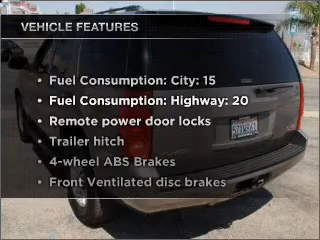 VEHICLE FEATURES
• Fuel Consumption: City: 15
• Fuel Consumption: Highway: 20
• Remote power door locks
• Trailer hitch
• 4-wheel ABS Brakes
• Front Ventilated disc brakes